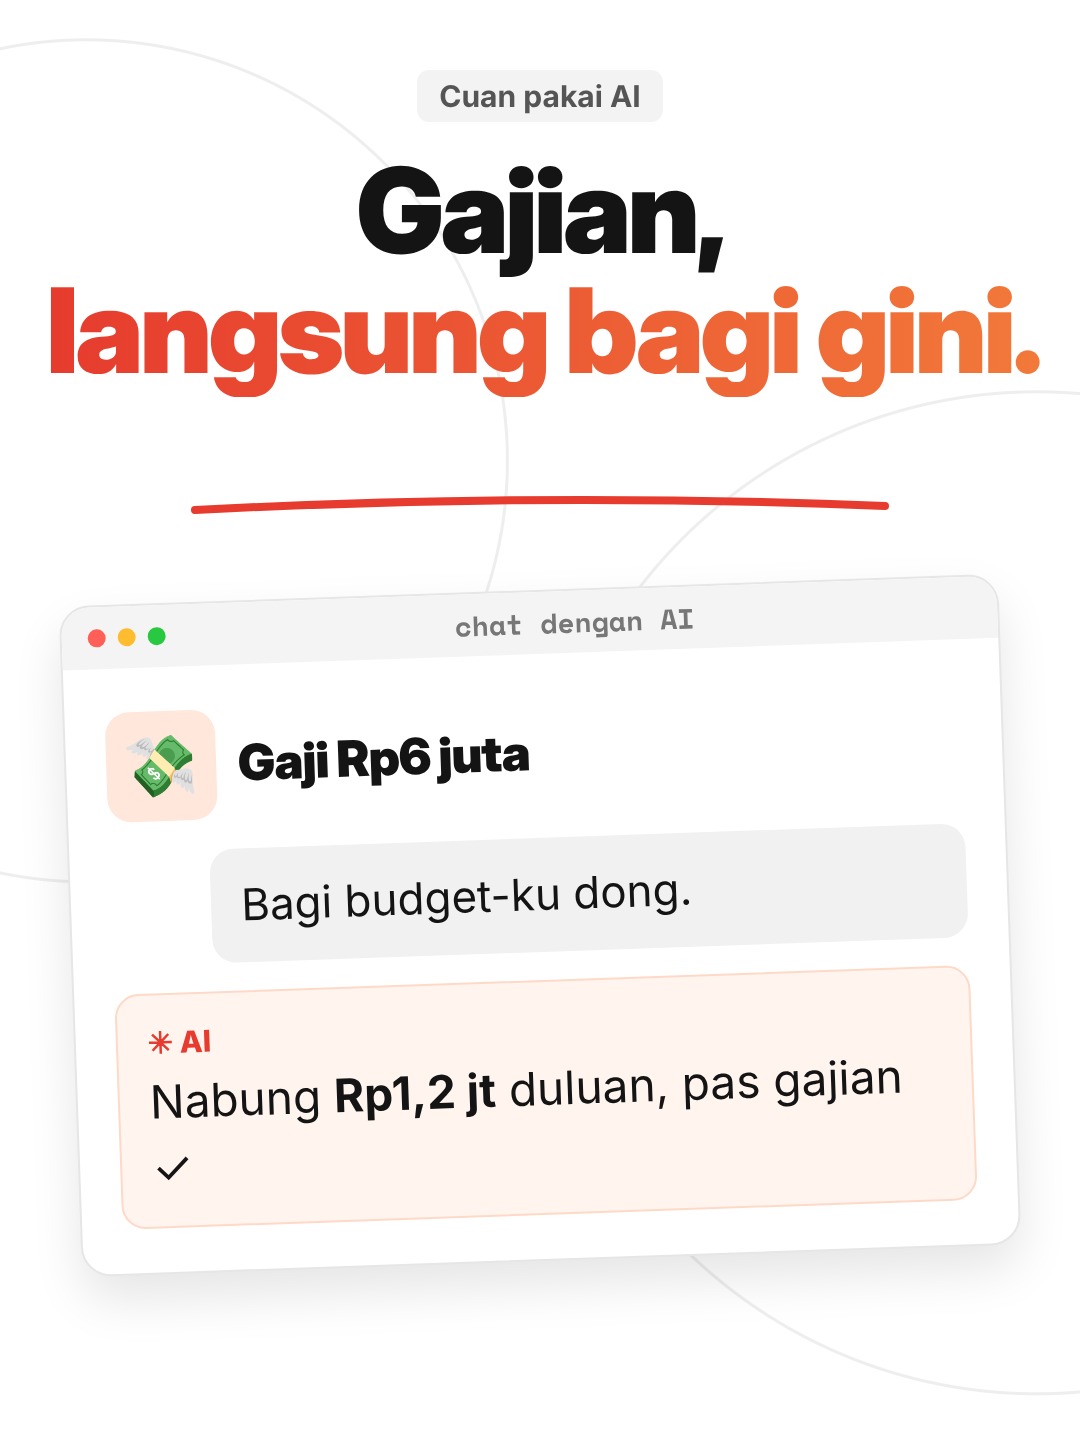 Cuan pakai AI
Gajian,
langsung bagi gini.
chat dengan AI
Gaji Rp6 juta
Bagi budget-ku dong.
✳ AI
Nabung Rp1,2 jt duluan, pas gajian
✓